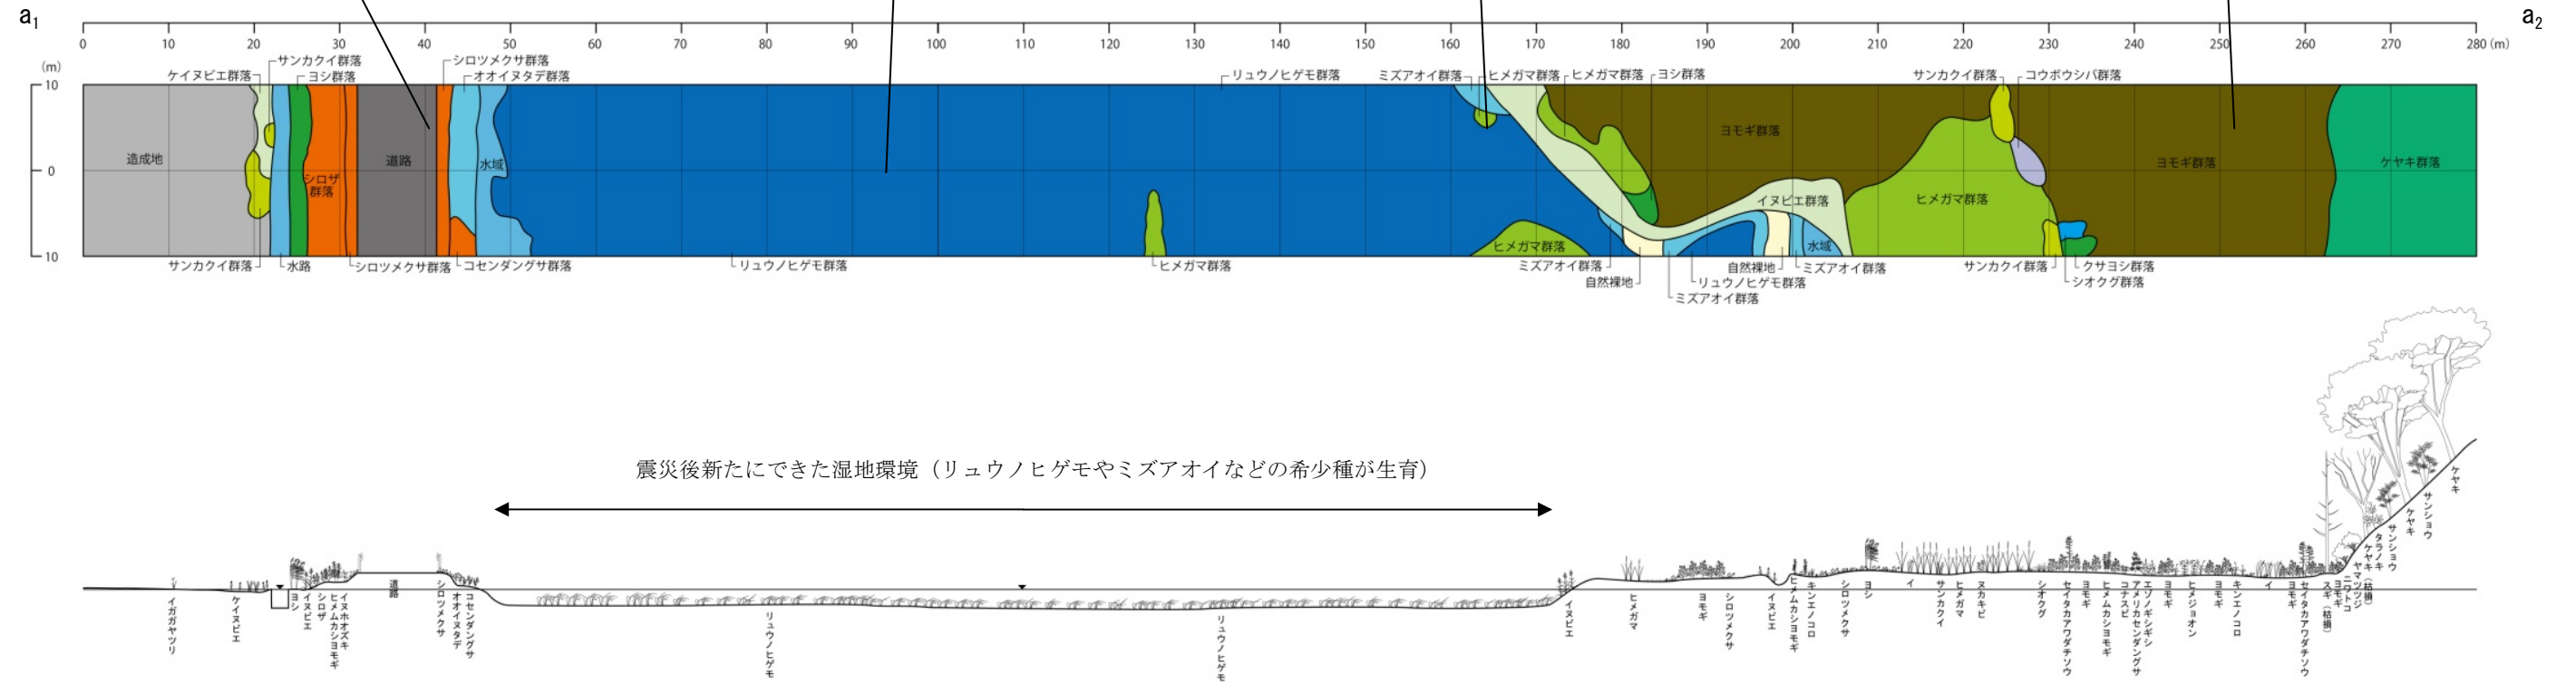 a1
a2
0 10 20 30 40 50 60 70 80 90 100 110 120 130 140 150 160 170 180 190 200 210 220 230 240 250 260 270 280 (m)
(m)
サンカクイ群落
シロツメクサ群落
ケイヌビエ群落
ヨシ群落
オオイヌタデ群落
リュウノヒゲモ群落
ミズアオイ群落
ヒメガマ群落
ヒメガマ群落
ヨシ群落
サンカクイ群落
コウボウシバ群落
10
0
10
造成地
シロザ
群落
道路
水域
ヨモギ群落
ヨモギ群落
ケヤキ群落
イヌビエ群落
ヒメガマ群落
ヒメガマ群落
水域
サンカクイ群落
水路
シロツメクサ群落
コセンダングサ群落
リュウノヒゲモ群落
ヒメガマ群落
ミズアオイ群落
自然裸地
ミズアオイ群落
サンカクイ群落
クサヨシ群落
自然裸地
リュウノヒゲモ群落
シオクグ群落
ミズアオイ群落
震災後新たにできた湿地環境（リュウノヒゲモやミズアオイなどの希少種が生育）
イガガヤツリ
ケイヌビエ
ヨシ
イヌビエ
シロザ
ヒメムカシヨモギ
イヌホオズキ
道路
シロツメクサ
オオイヌタデ
コセンダングサ
リュウノヒゲモ
リュウノヒゲモ
イヌビエ
ヒメガマ
ヨモギ
シロツメクサ
イヌビエ
ヒメムカシヨモギ
キンエノコロ
シロツメクサ
ヨシ
イ
サンカクイ
ヒメガマ
ヌカキビ
シオクグ
セイタカアワダチソウ
ヨモギ
ヒメムカシヨモギ
コナスビ
アメリカセンダングサ
エゾノギシギシ
ヨモギ
ヒメジョオン
ヨモギ
キンエノコロ
イ
ヨモギ
セイタカアワダチソウ
スギ（枯損）
ヨモギ
ニワトコ
ヤマツツジ
ケヤキ（枯損）
タラノキ
サンショウ
ケヤキ
サンショウ
ケヤキ